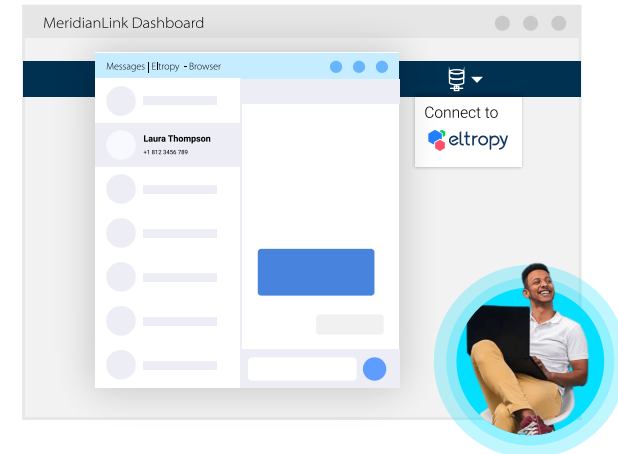 MeridianLink Dashboard
Messages | Eltropy - Browser
Connect to
eltropy
Laura Thompson
+1 812 3456 789